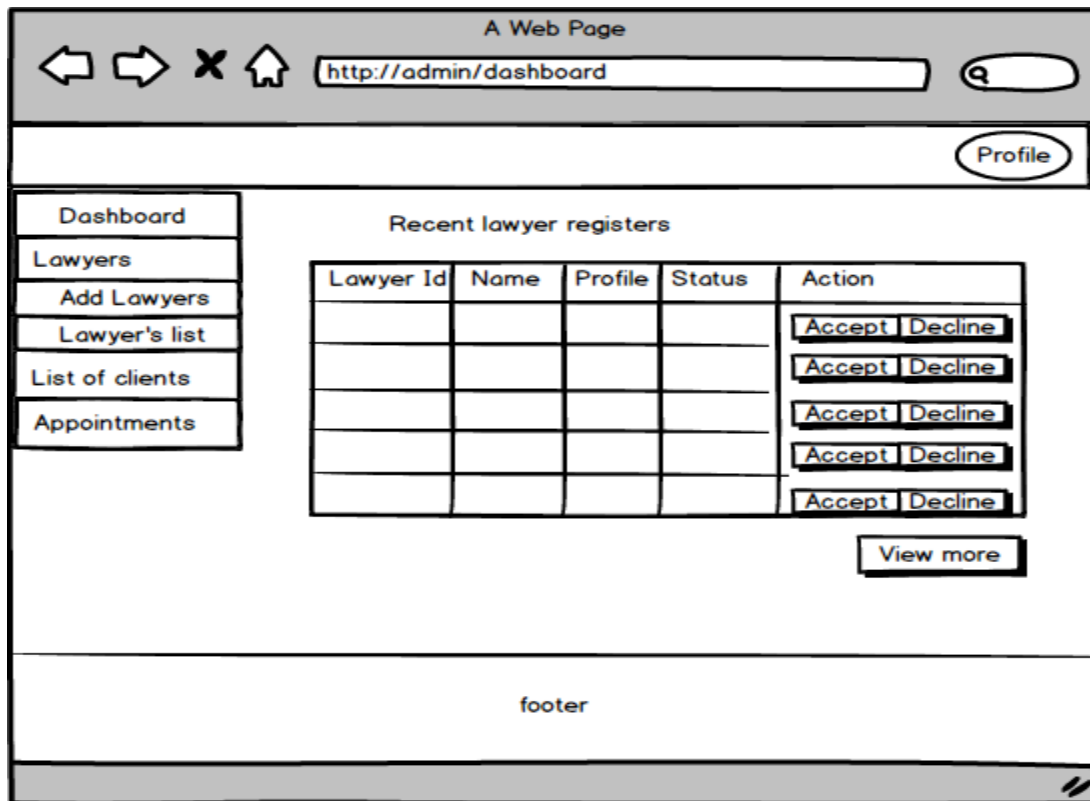 A Web Page
http://admin/dashboard
Profile
Dashboard
Lawyers
Add Lawyers
Lawyer's list
List of clients
Appointments
Recent lawyer registers
Lawyer Id Name Profile Status Action
Accept Decline
Accept Decline
Accept Decline
Accept Decline
Accept Decline
View more
footer